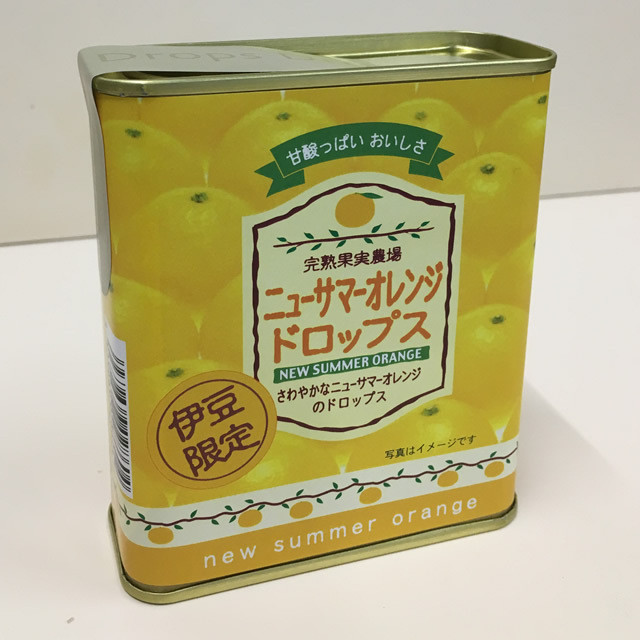 Drops
甘酸っぱい おいしさ
完熟果実農場
ニューサマーオレンジ
ドロップス
NEW SUMMER ORANGE
さわやかなニューサマーオレンジ
のドロップス
伊豆
限定
写真はイメージです
new summer orange